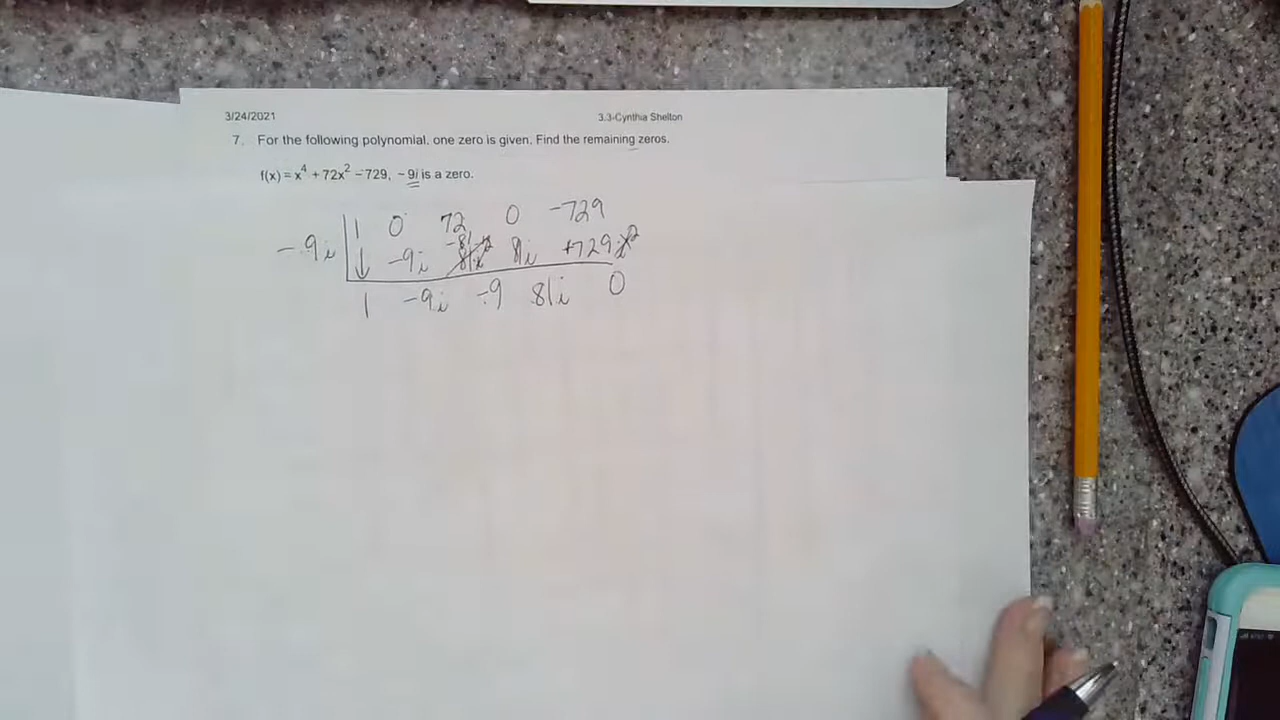 3/24/2021 3.3-Cynthia Shelton
7. For the following polynomial, one zero is given. Find the remaining zeros.
f(x) = x⁴ + 72x² − 729, − 9i is a zero.
1 0 72 0 -729
-81
-9i ↓ -9i 81i² 81i +729i²
1 -9i -9 81i 0